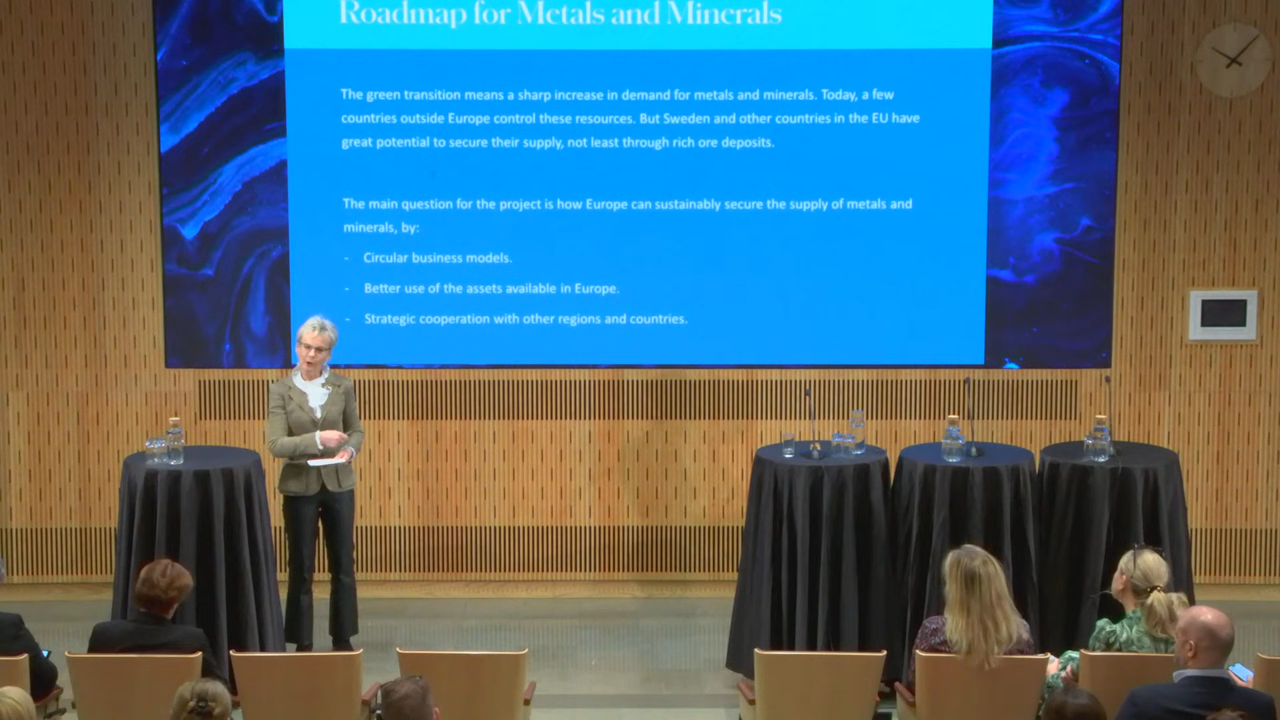 Roadmap for Metals and Minerals
The green transition means a sharp increase in demand for metals and minerals. Today, a few
countries outside Europe control these resources. But Sweden and other countries in the EU have
great potential to secure their supply, not least through rich ore deposits.
The main question for the project is how Europe can sustainably secure the supply of metals and
minerals, by:
- Circular business models.
- Better use of the assets available in Europe.
- Strategic cooperation with other regions and countries.